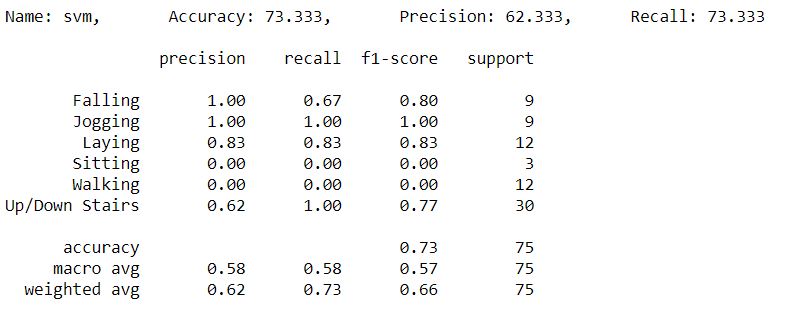 Name: svm, Accuracy: 73.333, Precision: 62.333, Recall: 73.333
precision recall f1-score support
Falling 1.00 0.67 0.80 9
Jogging 1.00 1.00 1.00 9
Laying 0.83 0.83 0.83 12
Sitting 0.00 0.00 0.00 3
Walking 0.00 0.00 0.00 12
Up/Down Stairs 0.62 1.00 0.77 30
accuracy 0.73 75
macro avg 0.58 0.58 0.57 75
weighted avg 0.62 0.73 0.66 75